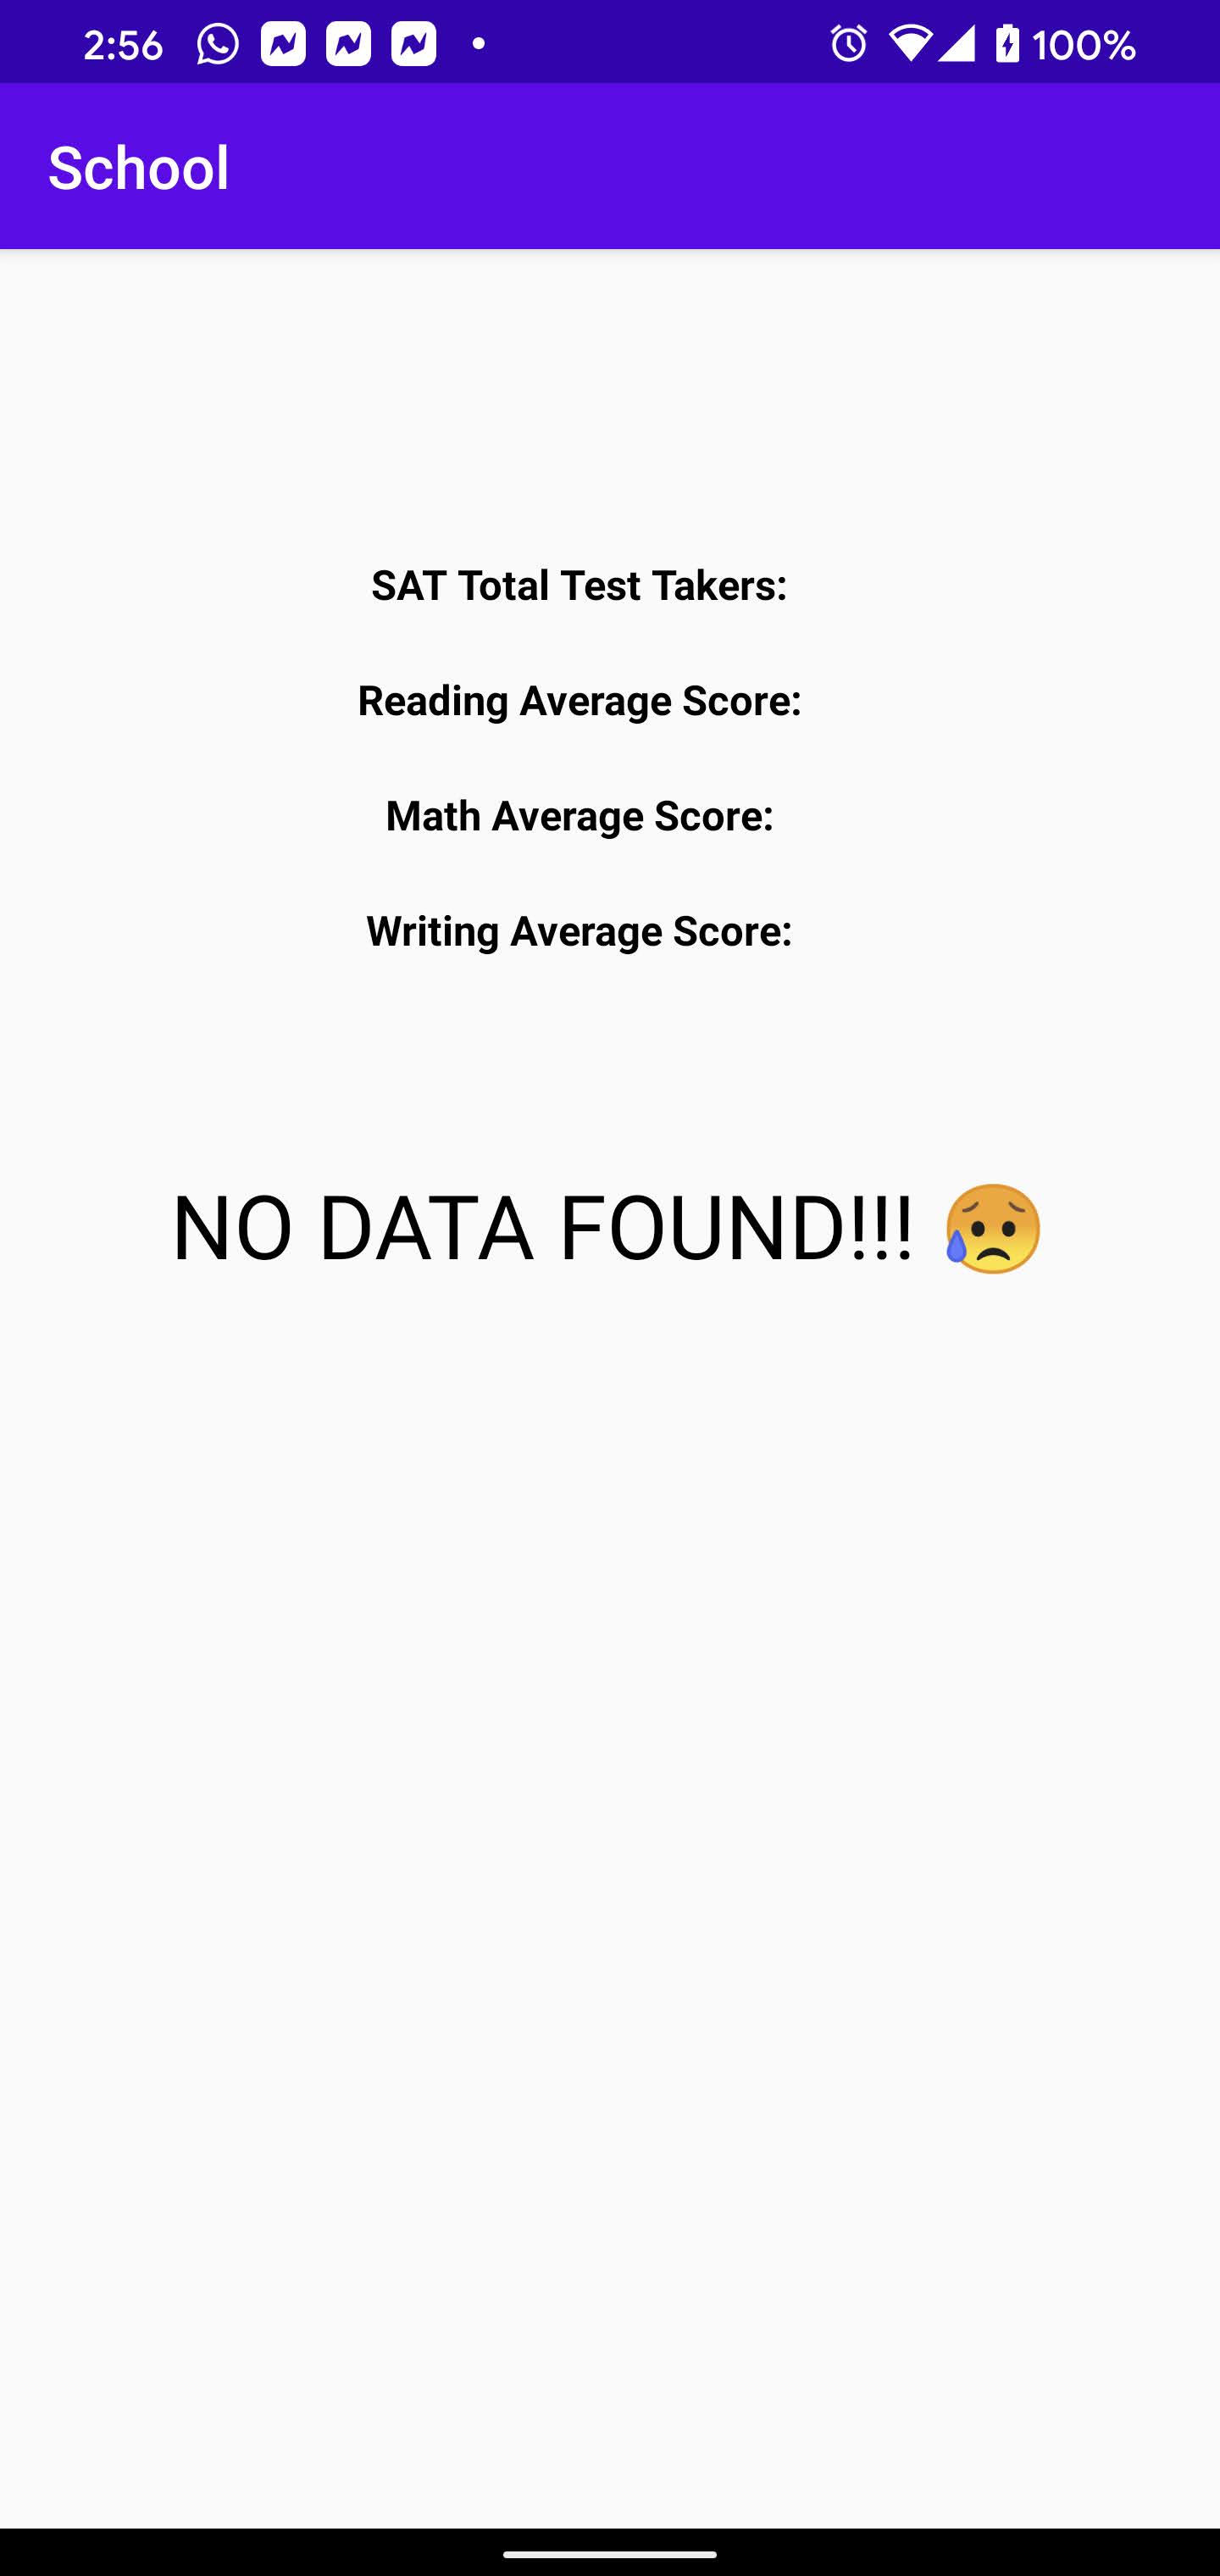 2:56 100%
School
SAT Total Test Takers:
Reading Average Score:
Math Average Score:
Writing Average Score:
NO DATA FOUND!!! 😥